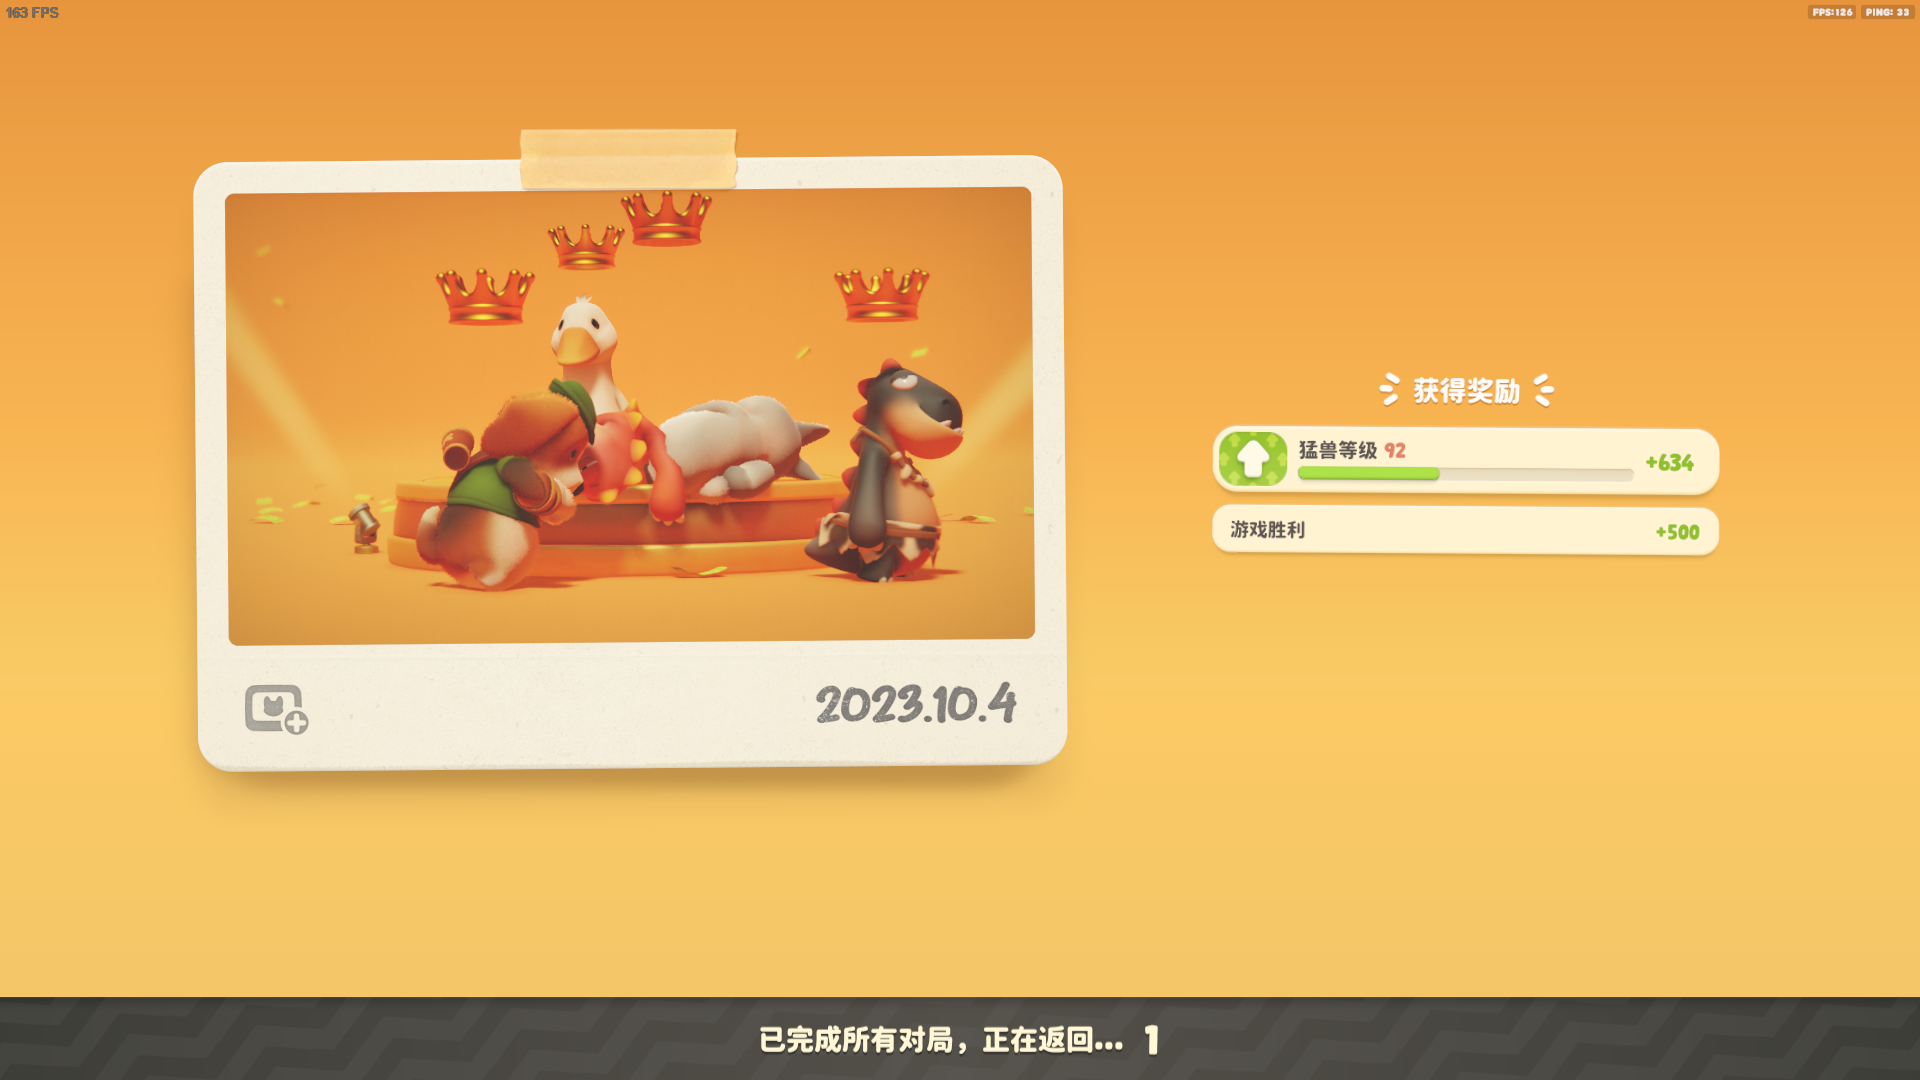 163 FPS
FPS:126 PING: 33
获得奖励
猛兽等级 92
+634
游戏胜利
+500
2023.10.4
已完成所有对局，正在返回... 1